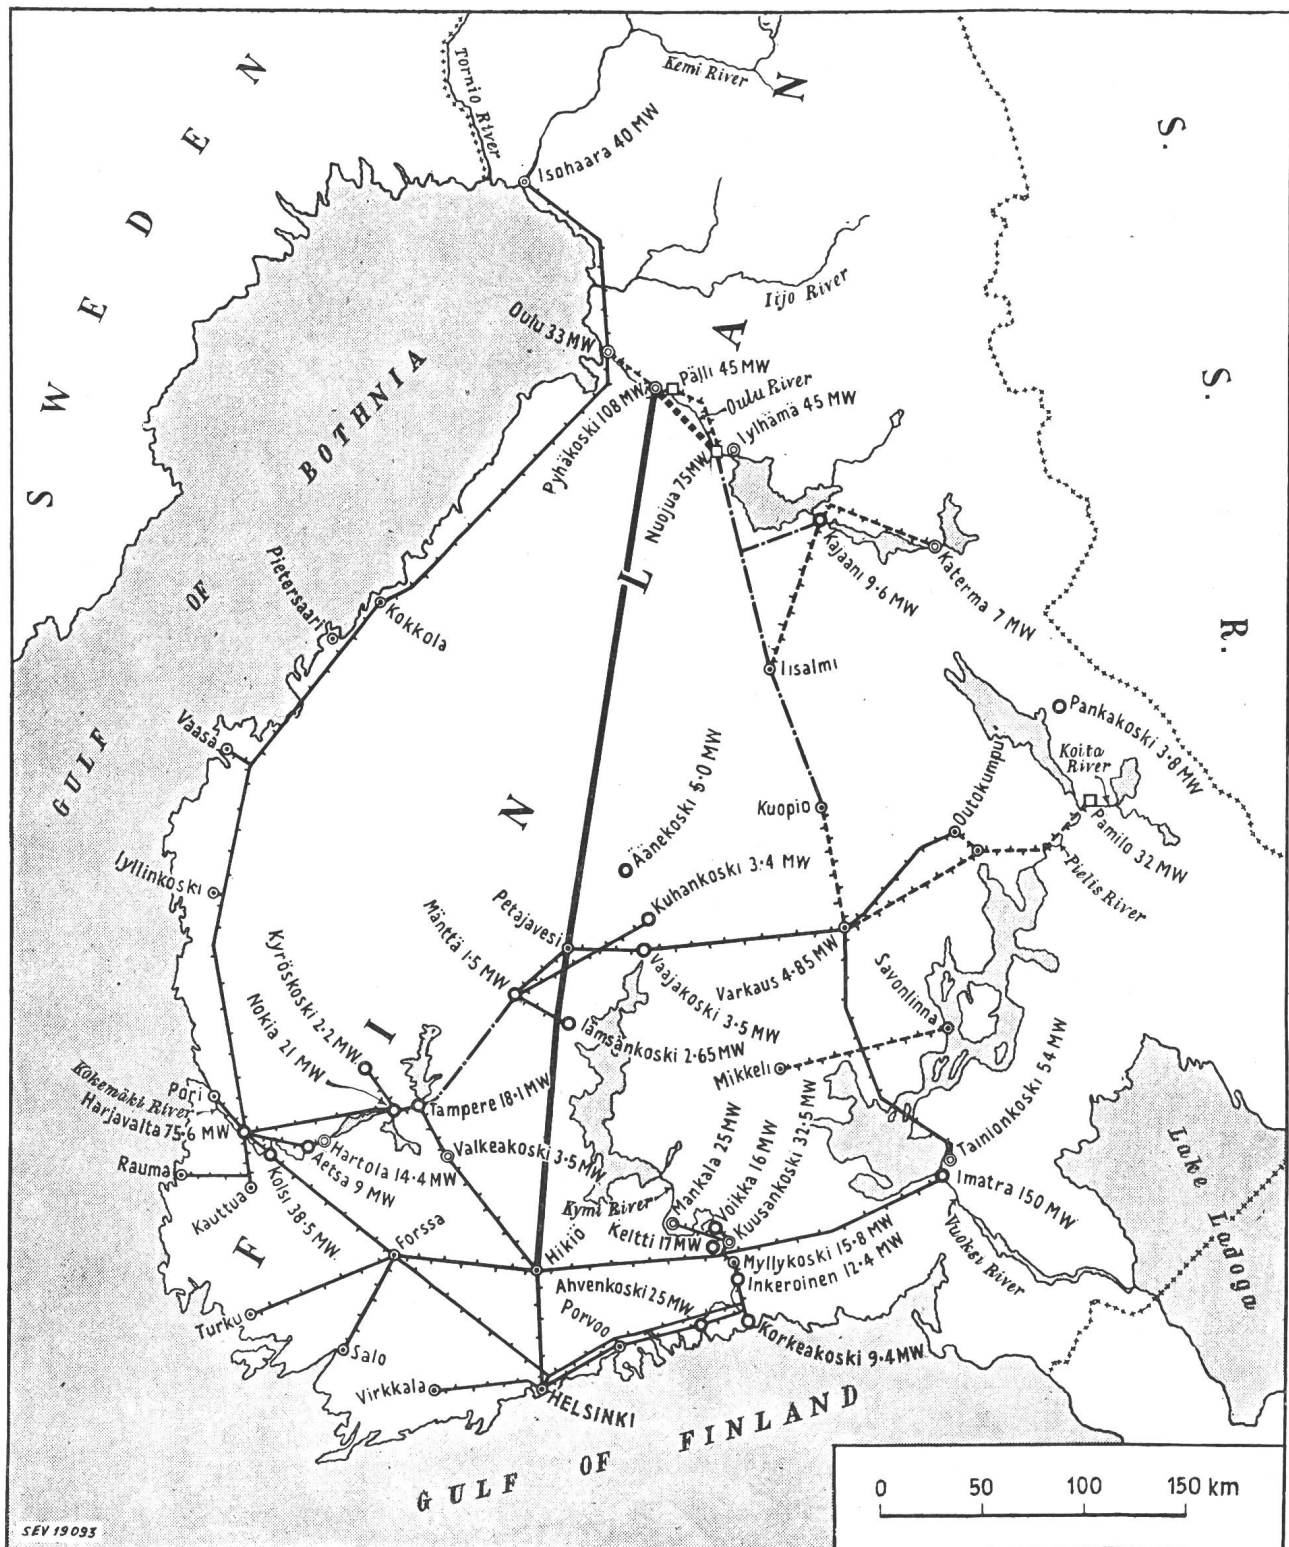 SWEDEN
FINLAND
S. S. R.
GULF OF BOTHNIA
GULF OF FINLAND
Lake Ladoga
Tornio River
Kemi River
Isohaara 40 MW
Iijo River
Oulu 33 MW
Pälli 45 MW
Oulu River
Pyhäkoski 108 MW
Jylhämä 45 MW
Nuojua 75 MW
Kajaani 9·6 MW
Katerma 7 MW
Pietersaari
Kokkola
Iisalmi
Vaasa
Pankakoski 3·8 MW
Koita
River
Outokumpu
Kuopio
Pamilo 32 MW
Pielis River
Äänekoski 5·0 MW
Kuhankoski 3·4 MW
Jyllinkoski
Petäjävesi
Mänttä 1·5 MW
Vaajakoski 3·5 MW
Varkaus 4·85 MW
Savonlinna
Kyröskoski 2·2 MW
Nokia 21 MW
Jämsänkoski 2·65 MW
Mikkeli
Tainionkoski 54 MW
Pori
Kokemäki River
Harjavalta 75·6 MW
Tampere 18·1 MW
Hartola 14·4 MW
Valkeakoski 3·5 MW
Rauma
Aetsa 9 MW
Kauttua
Kolsi 38·5 MW
Mankala 25 MW
Voikka 16 MW
Kuusankoski 32·5 MW
Imatra 150 MW
Kymi River
Keltti 17 MW
Vuoksi River
Forssa
Hikiö
Myllykoski 15·8 MW
Inkeroinen 12·4 MW
Ahvenkoski 25 MW
Turku
Porvoo
Korkeakoski 9·4 MW
Salo
Virkkala
HELSINKI
0 50 100 150 km
SEV 19093